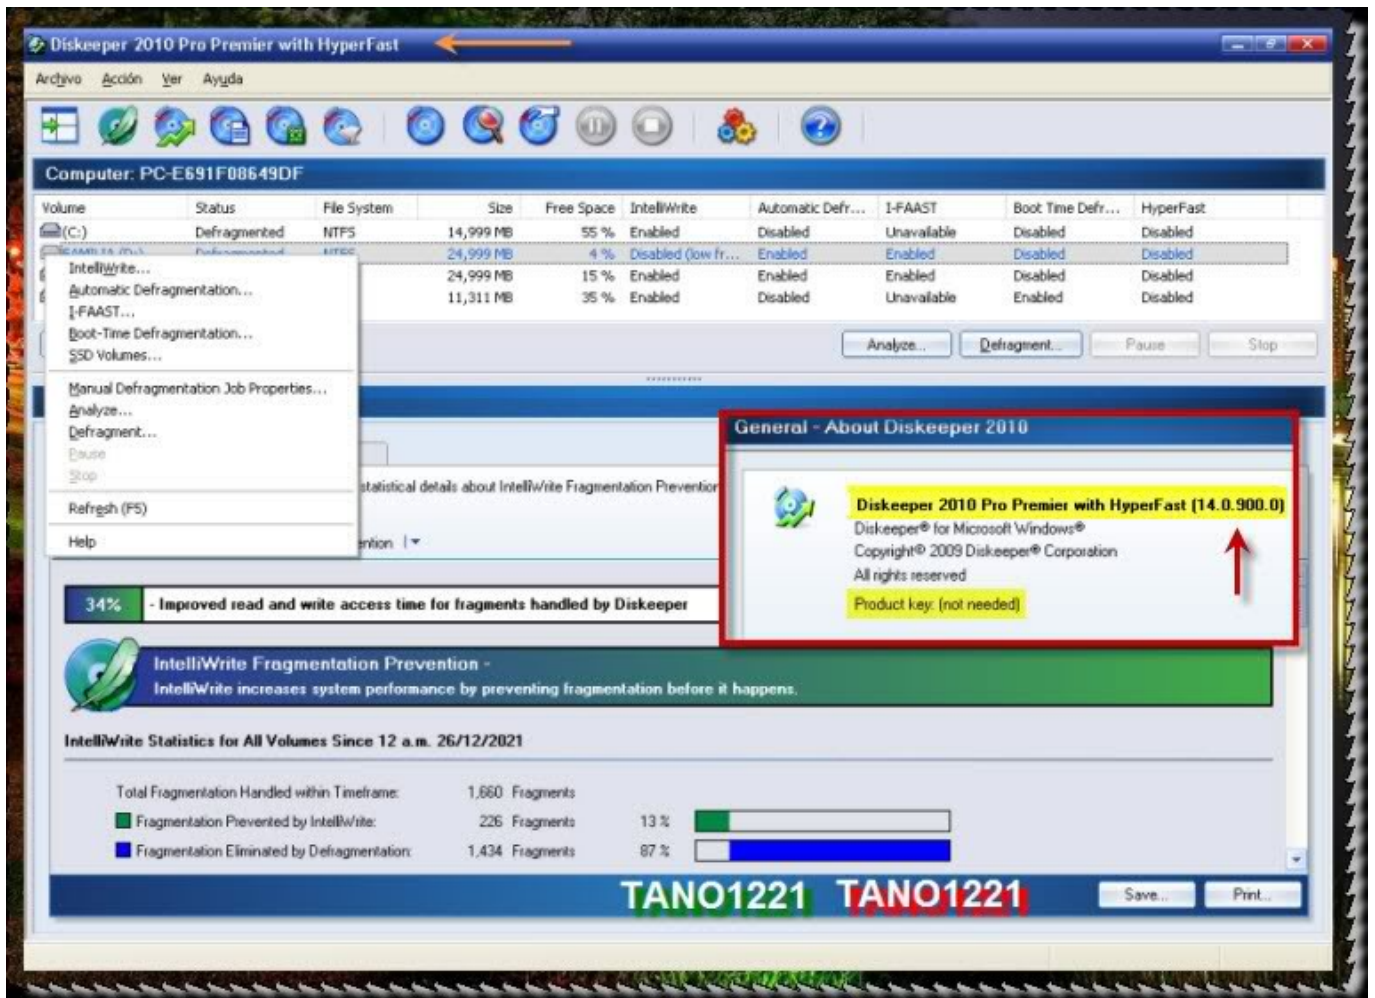 Diskeeper 2010 Pro Premier with HyperFast
Archivo Acción Ver Ayuda
Computer: PC-E691F08649DF
Volume Status File System Size Free Space IntelliWrite Automatic Defr... I-FAAST Boot Time Defr... HyperFast
(C:) Defragmented NTFS 14,999 MB 55 % Enabled Disabled Unavailable Disabled Disabled
FAMILIA (D:) Defragmented NTFS 24,999 MB 4 % Disabled (low fr... Enabled Enabled Disabled Disabled
24,999 MB 15 % Enabled Disabled Enabled Disabled Disabled
11,311 MB 35 % Enabled Disabled Unavailable Enabled Disabled
IntelliWrite...
Automatic Defragmentation...
I-FAAST...
Boot-Time Defragmentation...
SSD Volumes...
Manual Defragmentation Job Properties...
Analyze...
Defragment...
Pause
Stop
Refresh (F5)
Help
Analyze... Defragment... Pause Stop
statistical details about IntelliWrite Fragmentation Prevention
General - About Diskeeper 2010
Diskeeper 2010 Pro Premier with HyperFast (14.0.900.0)
Diskeeper® for Microsoft Windows®
Copyright© 2009 Diskeeper® Corporation
All rights reserved
Product key: (not needed)
34% - Improved read and write access time for fragments handled by Diskeeper
IntelliWrite Fragmentation Prevention -
IntelliWrite increases system performance by preventing fragmentation before it happens.
IntelliWrite Statistics for All Volumes Since 12 a.m. 26/12/2021
Total Fragmentation Handled within Timeframe: 1,660 Fragments
Fragmentation Prevented by IntelliWrite: 226 Fragments 13 %
Fragmentation Eliminated by Defragmentation: 1,434 Fragments 87 %
TANO1221 TANO1221
Save... Print...